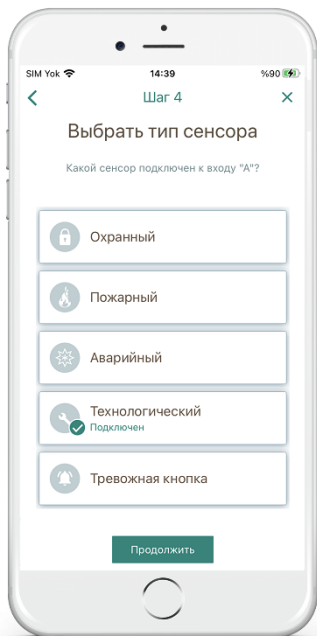 SIM Yok
14:39
%90
Шаг 4
Выбрать тип сенсора
Какой сенсор подключен к входу "А"?
Охранный
Пожарный
Аварийный
Технологический
Подключен
Тревожная кнопка
Продолжить